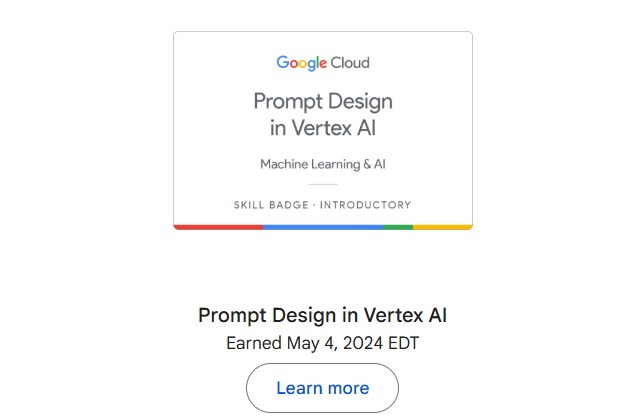 Google Cloud
Prompt Design
in Vertex AI
Machine Learning & AI
SKILL BADGE · INTRODUCTORY
Prompt Design in Vertex AI
Earned May 4, 2024 EDT
Learn more